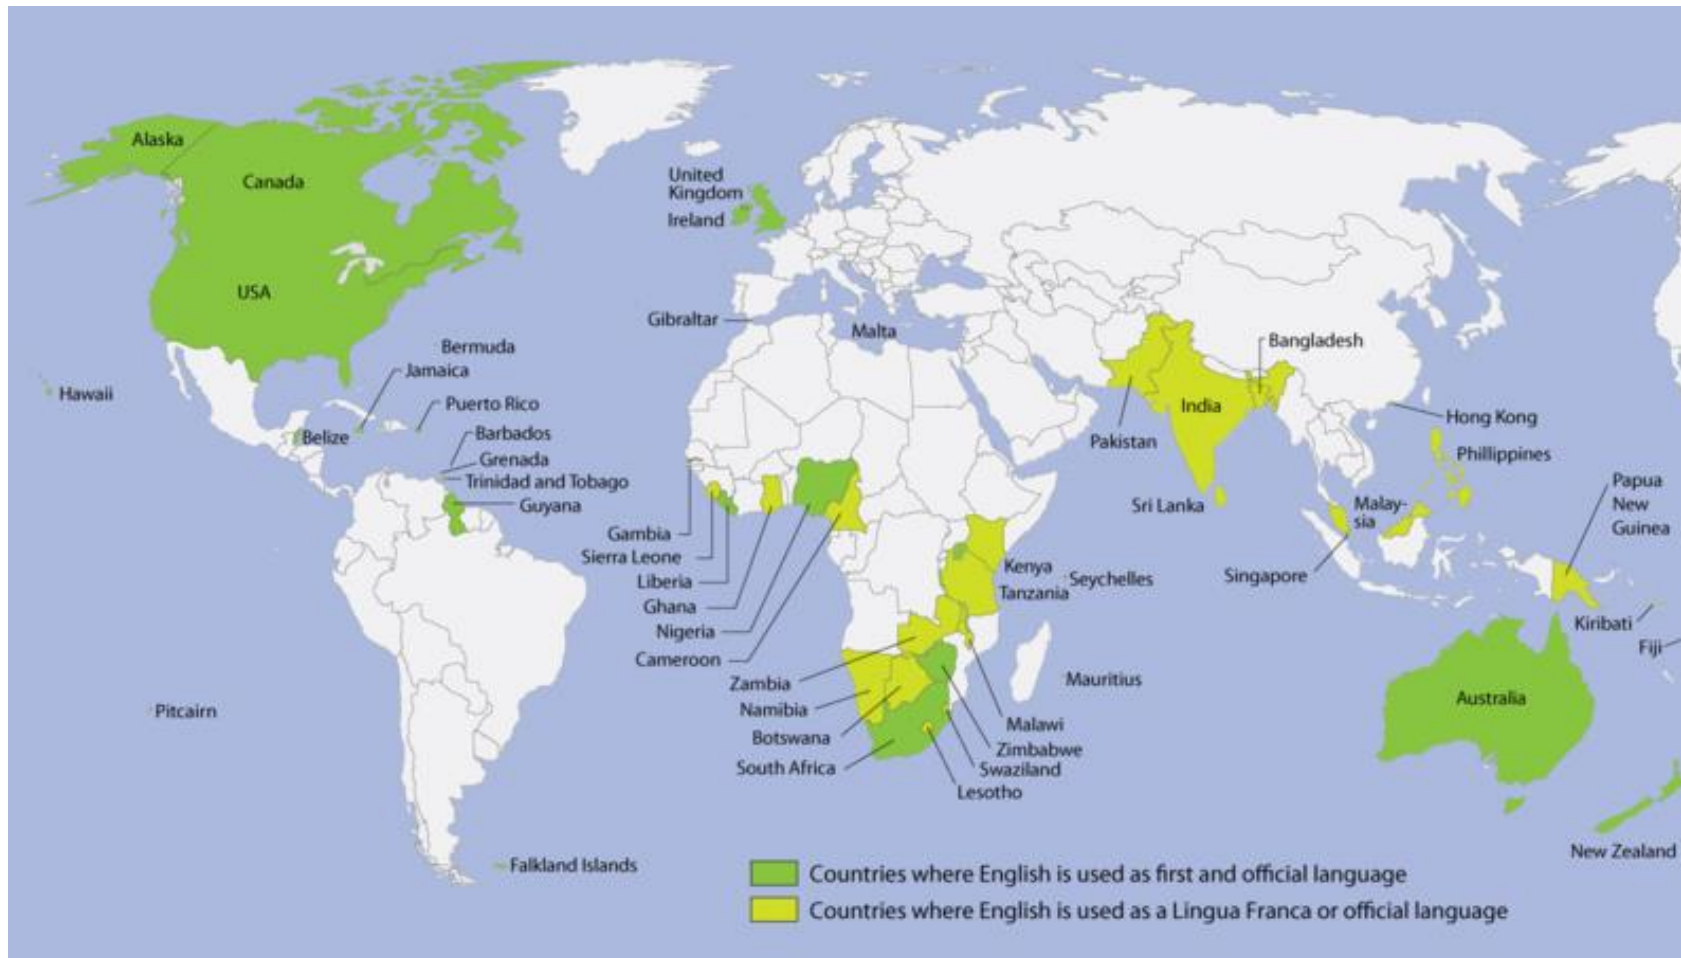 Alaska
Canada
USA
Hawaii
Bermuda
Jamaica
Puerto Rico
Belize
Barbados
Grenada
Trinidad and Tobago
Guyana
Pitcairn
Falkland Islands
United
Kingdom
Ireland
Gibraltar
Malta
Gambia
Sierra Leone
Liberia
Ghana
Nigeria
Cameroon
Zambia
Namibia
Botswana
South Africa
Kenya
Tanzania
Seychelles
Mauritius
Malawi
Zimbabwe
Swaziland
Lesotho
Bangladesh
India
Pakistan
Sri Lanka
Hong Kong
Phillippines
Malay-
sia
Singapore
Papua
New
Guinea
Kiribati
Fiji
Australia
New Zealand
Countries where English is used as first and official language
Countries where English is used as a Lingua Franca or official language